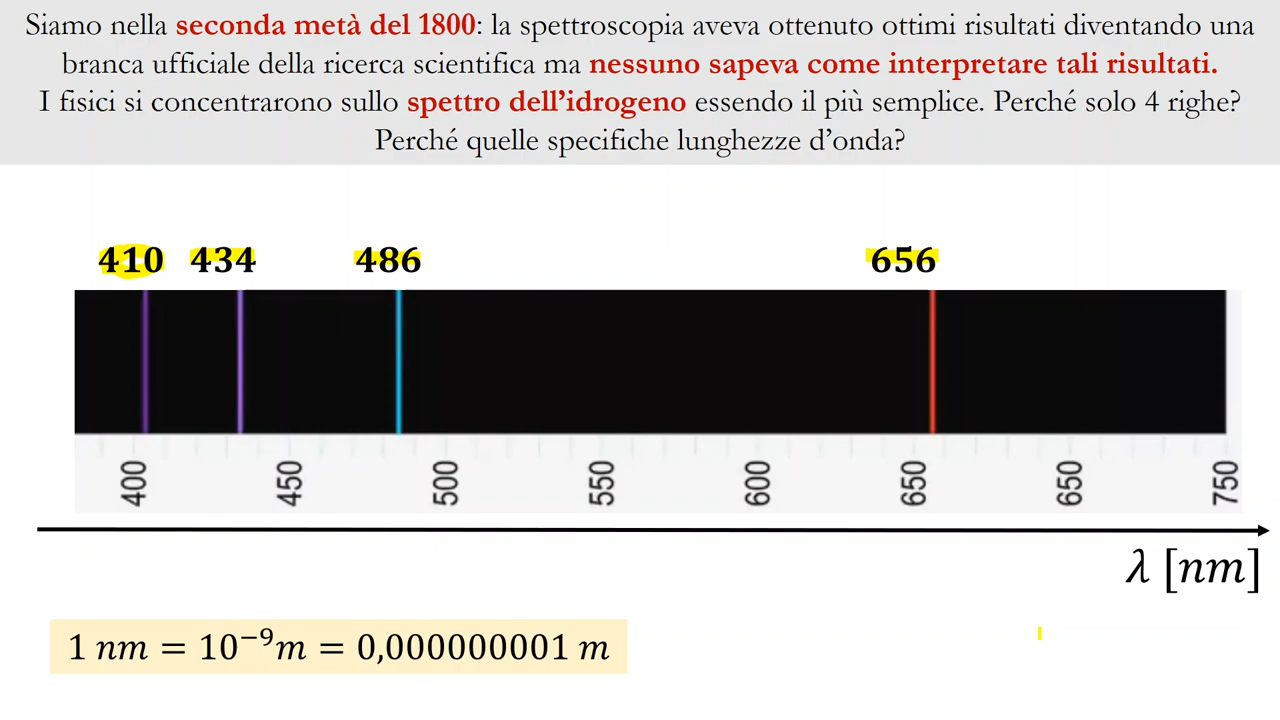 Siamo nella seconda metà del 1800: la spettroscopia aveva ottenuto ottimi risultati diventando una
branca ufficiale della ricerca scientifica ma nessuno sapeva come interpretare tali risultati.
I fisici si concentrarono sullo spettro dell’idrogeno essendo il più semplice. Perché solo 4 righe?
Perché quelle specifiche lunghezze d’onda?
410 434 486 656
400 450 500 550 600 650 650 750
λ [nm]
1 nm = 10⁻⁹m = 0,000000001 m